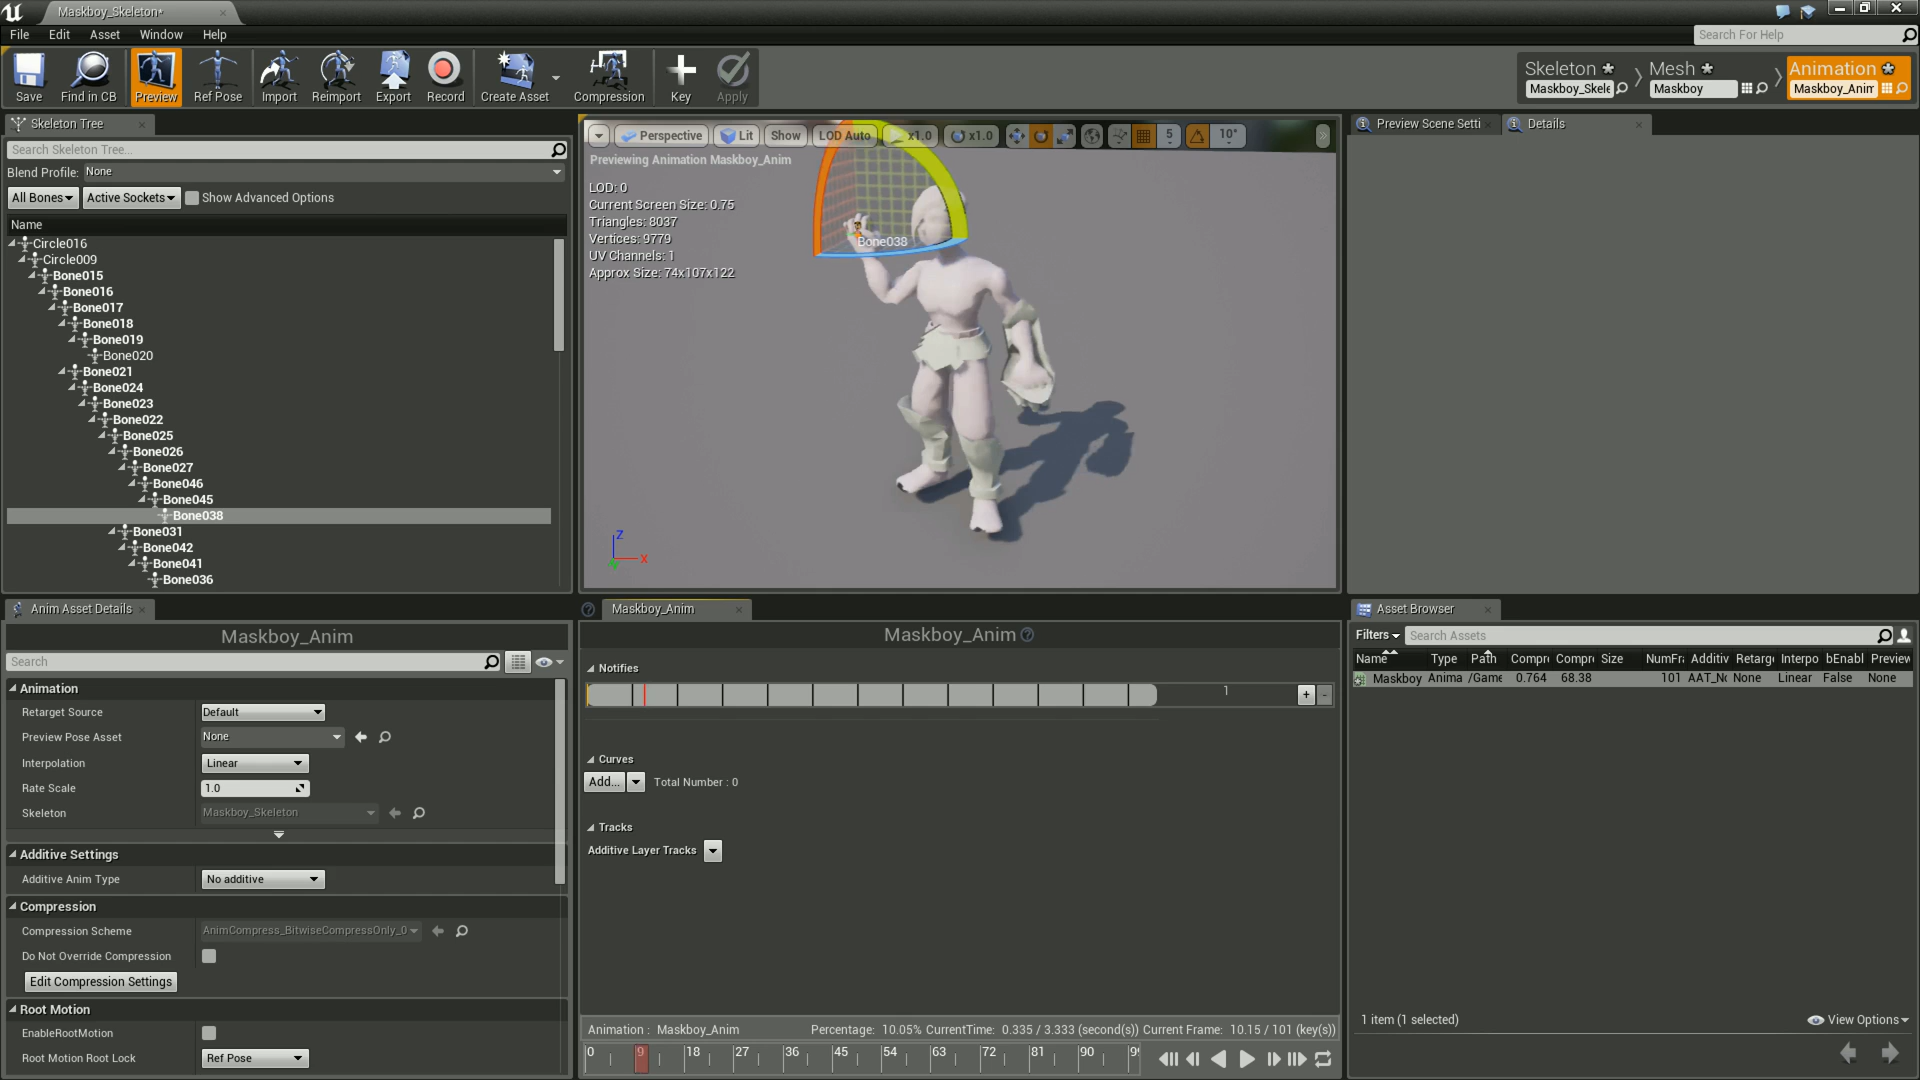 Maskboy_Skeleton*
File Edit Asset Window Help
Search For Help
Save Find in CB Preview Ref Pose Import Reimport Export Record Create Asset Compression Key Apply
Skeleton Mesh Animation
Maskboy_Skele Maskboy Maskboy_Anim
Skeleton Tree
Search Skeleton Tree...
Blend Profile: None
All Bones Active Sockets Show Advanced Options
Name
Circle016
Circle009
Bone015
Bone016
Bone017
Bone018
Bone019
Bone020
Bone021
Bone024
Bone023
Bone022
Bone025
Bone026
Bone027
Bone046
Bone045
Bone038
Bone031
Bone042
Bone041
Bone036
Perspective Lit Show LOD Auto x1.0 x1.0 5 10°
Previewing Animation Maskboy_Anim
LOD: 0
Current Screen Size: 0.75
Triangles: 8037
Vertices: 9779
UV Channels: 1
Approx Size: 74x107x122
Bone038
Z
X
Preview Scene Setti Details
Anim Asset Details
Maskboy_Anim
Search
Animation
Retarget Source Default
Preview Pose Asset None
Interpolation Linear
Rate Scale 1.0
Skeleton Maskboy_Skeleton
Additive Settings
Additive Anim Type No additive
Compression
Compression Scheme AnimCompress_BitwiseCompressOnly_0
Do Not Override Compression
Edit Compression Settings
Root Motion
EnableRootMotion
Root Motion Root Lock Ref Pose
Maskboy_Anim
Maskboy_Anim
Notifies
1 + -
Curves
Add... Total Number : 0
Tracks
Additive Layer Tracks
Animation : Maskboy_Anim Percentage: 10.05% CurrentTime: 0.335 / 3.333 (second(s)) Current Frame: 10.15 / 101 (key(s))
0 9 18 27 36 45 54 63 72 81 90 9
Asset Browser
Filters Search Assets
Name Type Path Compr Compr Size NumFr Additiv Retarg Interpo bEnabl Preview
Maskboy Anima /Game 0.764 68.38 101 AAT_No None Linear False None
1 item (1 selected)
View Options